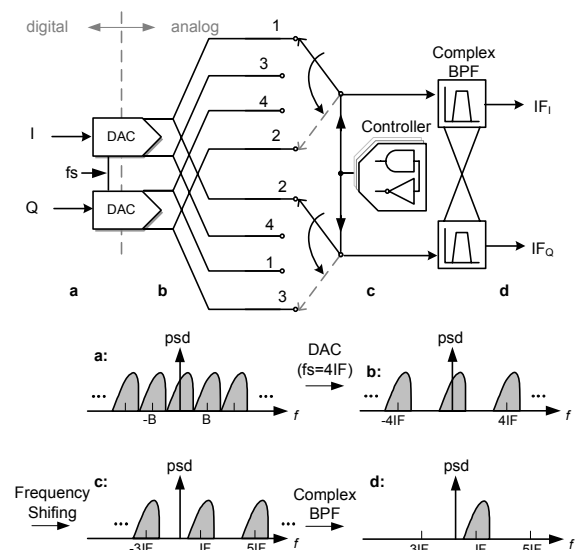 digital analog
1
3
4
2
2
4
1
3
I
Q
fs
DAC
DAC
Controller
Complex
BPF
IF_I
IF_Q
a b c d
a: psd
... -B B ... f
DAC
(fs=4IF)
b: psd
... -4IF 4IF ... f
Frequency
Shifing
c: psd
... -3IF IF 5IF ... f
Complex
BPF
d: psd
3IF IF 5IF f